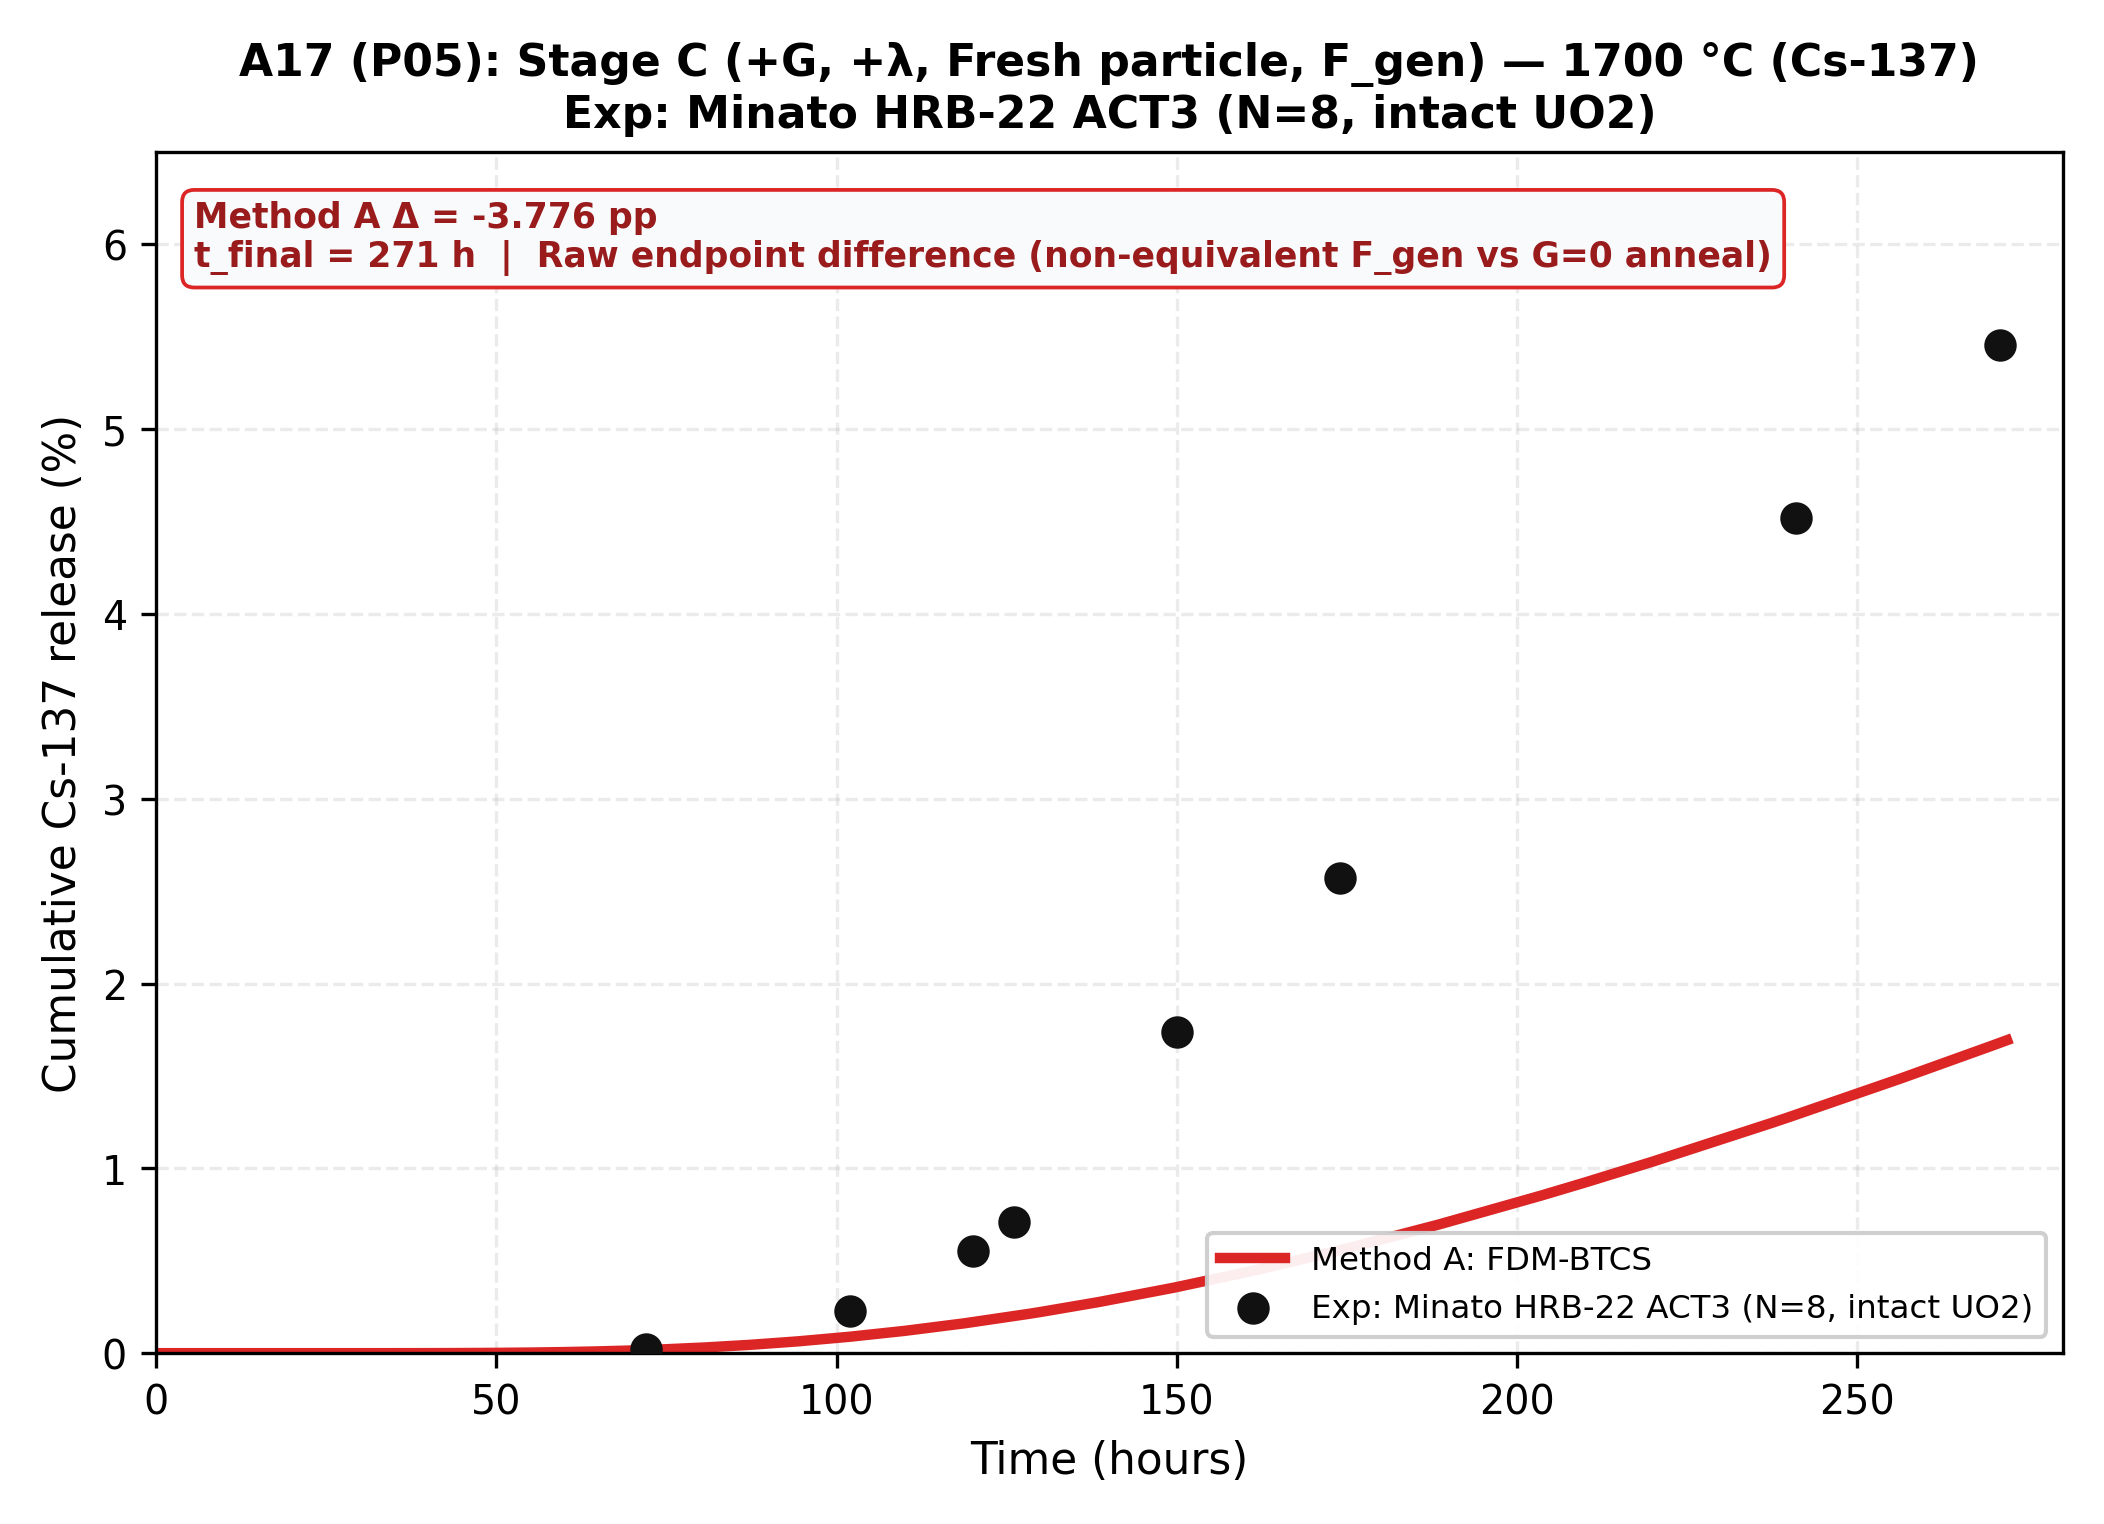 A17 (P05): Stage C (+G, +λ, Fresh particle, F_gen) — 1700 °C (Cs-137)
Exp: Minato HRB-22 ACT3 (N=8, intact UO2)
Method A Δ = -3.776 pp
t_final = 271 h | Raw endpoint difference (non-equivalent F_gen vs G=0 anneal)
Cumulative Cs-137 release (%)
6
5
4
3
2
1
0
Method A: FDM-BTCS
Exp: Minato HRB-22 ACT3 (N=8, intact UO2)
0 50 100 150 200 250
Time (hours)